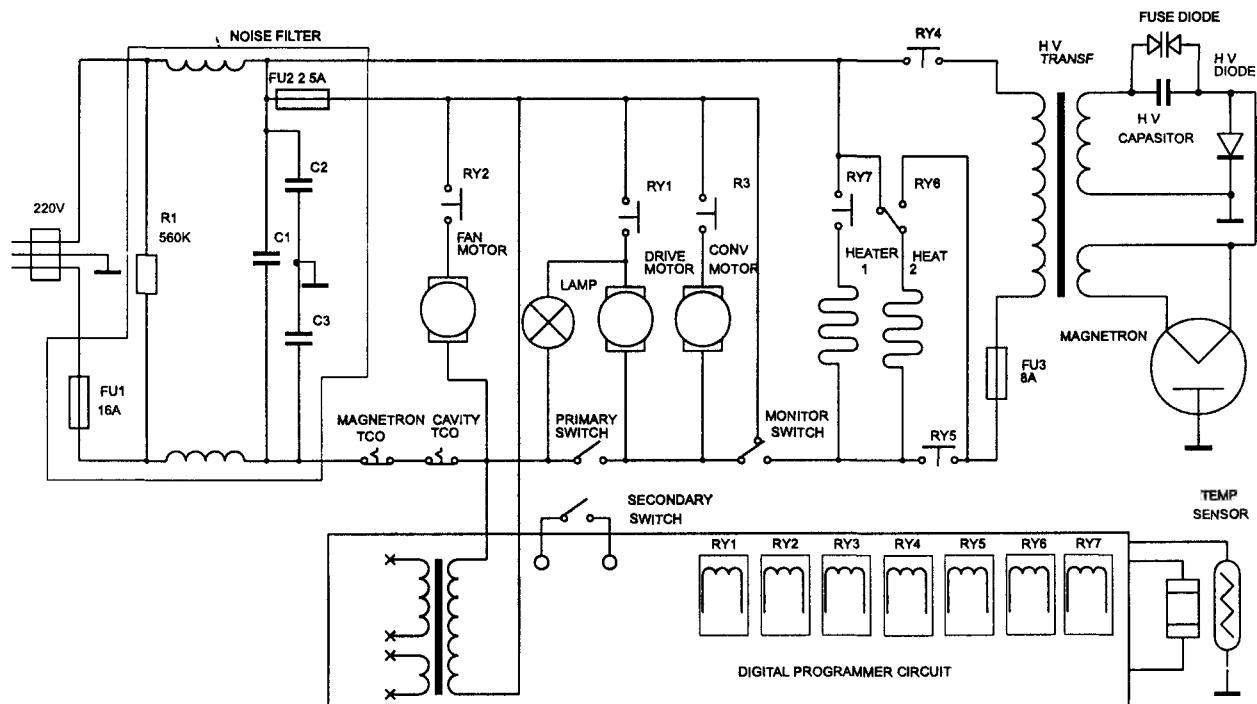 NOISE FILTER
FU2 2 5A
RY4
H V
TRANSF
FUSE DIODE
H V
DIODE
H V
CAPASITOR
220V
R1
560K
C1
C2
C3
RY2
FAN
MOTOR
LAMP
RY1
DRIVE
MOTOR
R3
CONV
MOTOR
RY7
HEATER
1
RY6
HEAT
2
FU1
16A
MAGNETRON
TCO
CAVITY
TCO
PRIMARY
SWITCH
MONITOR
SWITCH
RY5
FU3
8A
MAGNETRON
SECONDARY
SWITCH
TEMP
SENSOR
RY1 RY2 RY3 RY4 RY5 RY6 RY7
DIGITAL PROGRAMMER CIRCUIT